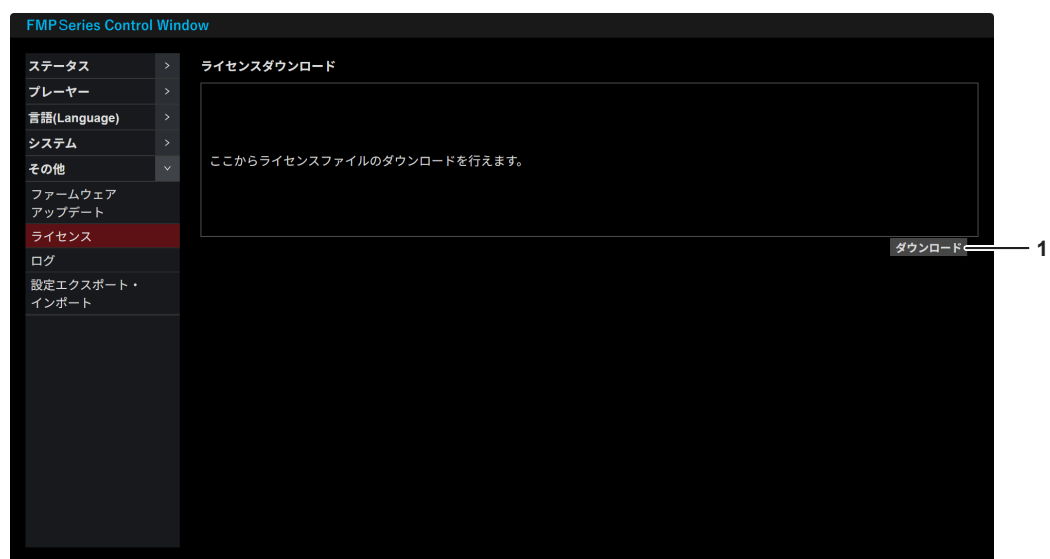 FMPSeries Control Window
ステータス
プレーヤー
言語(Language)
システム
その他
ファームウェア
アップデート
ライセンス
ログ
設定エクスポート・
インポート
ライセンスダウンロード
ここからライセンスファイルのダウンロードを行えます。
ダウンロード
1